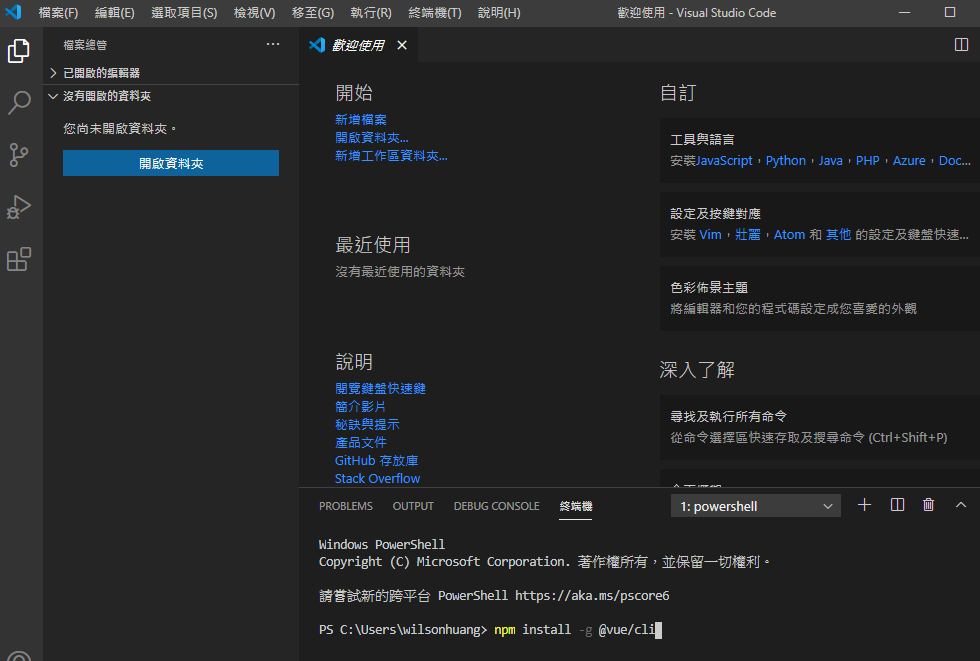 檔案(F) 編輯(E) 選取項目(S) 檢視(V) 移至(G) 執行(R) 終端機(T) 說明(H) 歡迎使用 - Visual Studio Code
檔案總管
已開啟的編輯器
沒有開啟的資料夾
您尚未開啟資料夾。
開啟資料夾
歡迎使用
開始
新增檔案
開啟資料夾...
新增工作區資料夾...
最近使用
沒有最近使用的資料夾
說明
閱覽鍵盤快速鍵
簡介影片
秘訣與提示
產品文件
GitHub 存放庫
Stack Overflow
自訂
工具與語言
安裝JavaScript，Python，Java，PHP，Azure，Doc...
設定及按鍵對應
安裝 Vim，壯麗，Atom 和 其他 的設定及鍵盤快速...
色彩佈景主題
將編輯器和您的程式碼設定成您喜愛的外觀
深入了解
尋找及執行所有命令
從命令選擇區快速存取及搜尋命令 (Ctrl+Shift+P)
PROBLEMS OUTPUT DEBUG CONSOLE 終端機 1: powershell
Windows PowerShell
Copyright (C) Microsoft Corporation. 著作權所有，並保留一切權利。
請嘗試新的跨平台 PowerShell https://aka.ms/pscore6
PS C:\Users\wilsonhuang> npm install -g @vue/cli